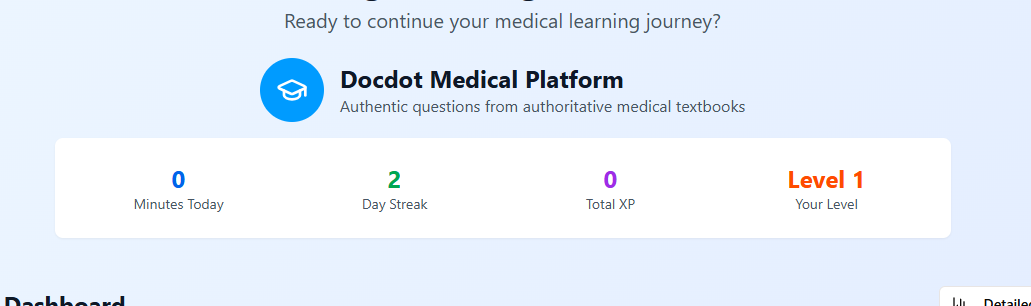 Ready to continue your medical learning journey?
Docdot Medical Platform
Authentic questions from authoritative medical textbooks
0
Minutes Today
2
Day Streak
0
Total XP
Level 1
Your Level
Dashboard